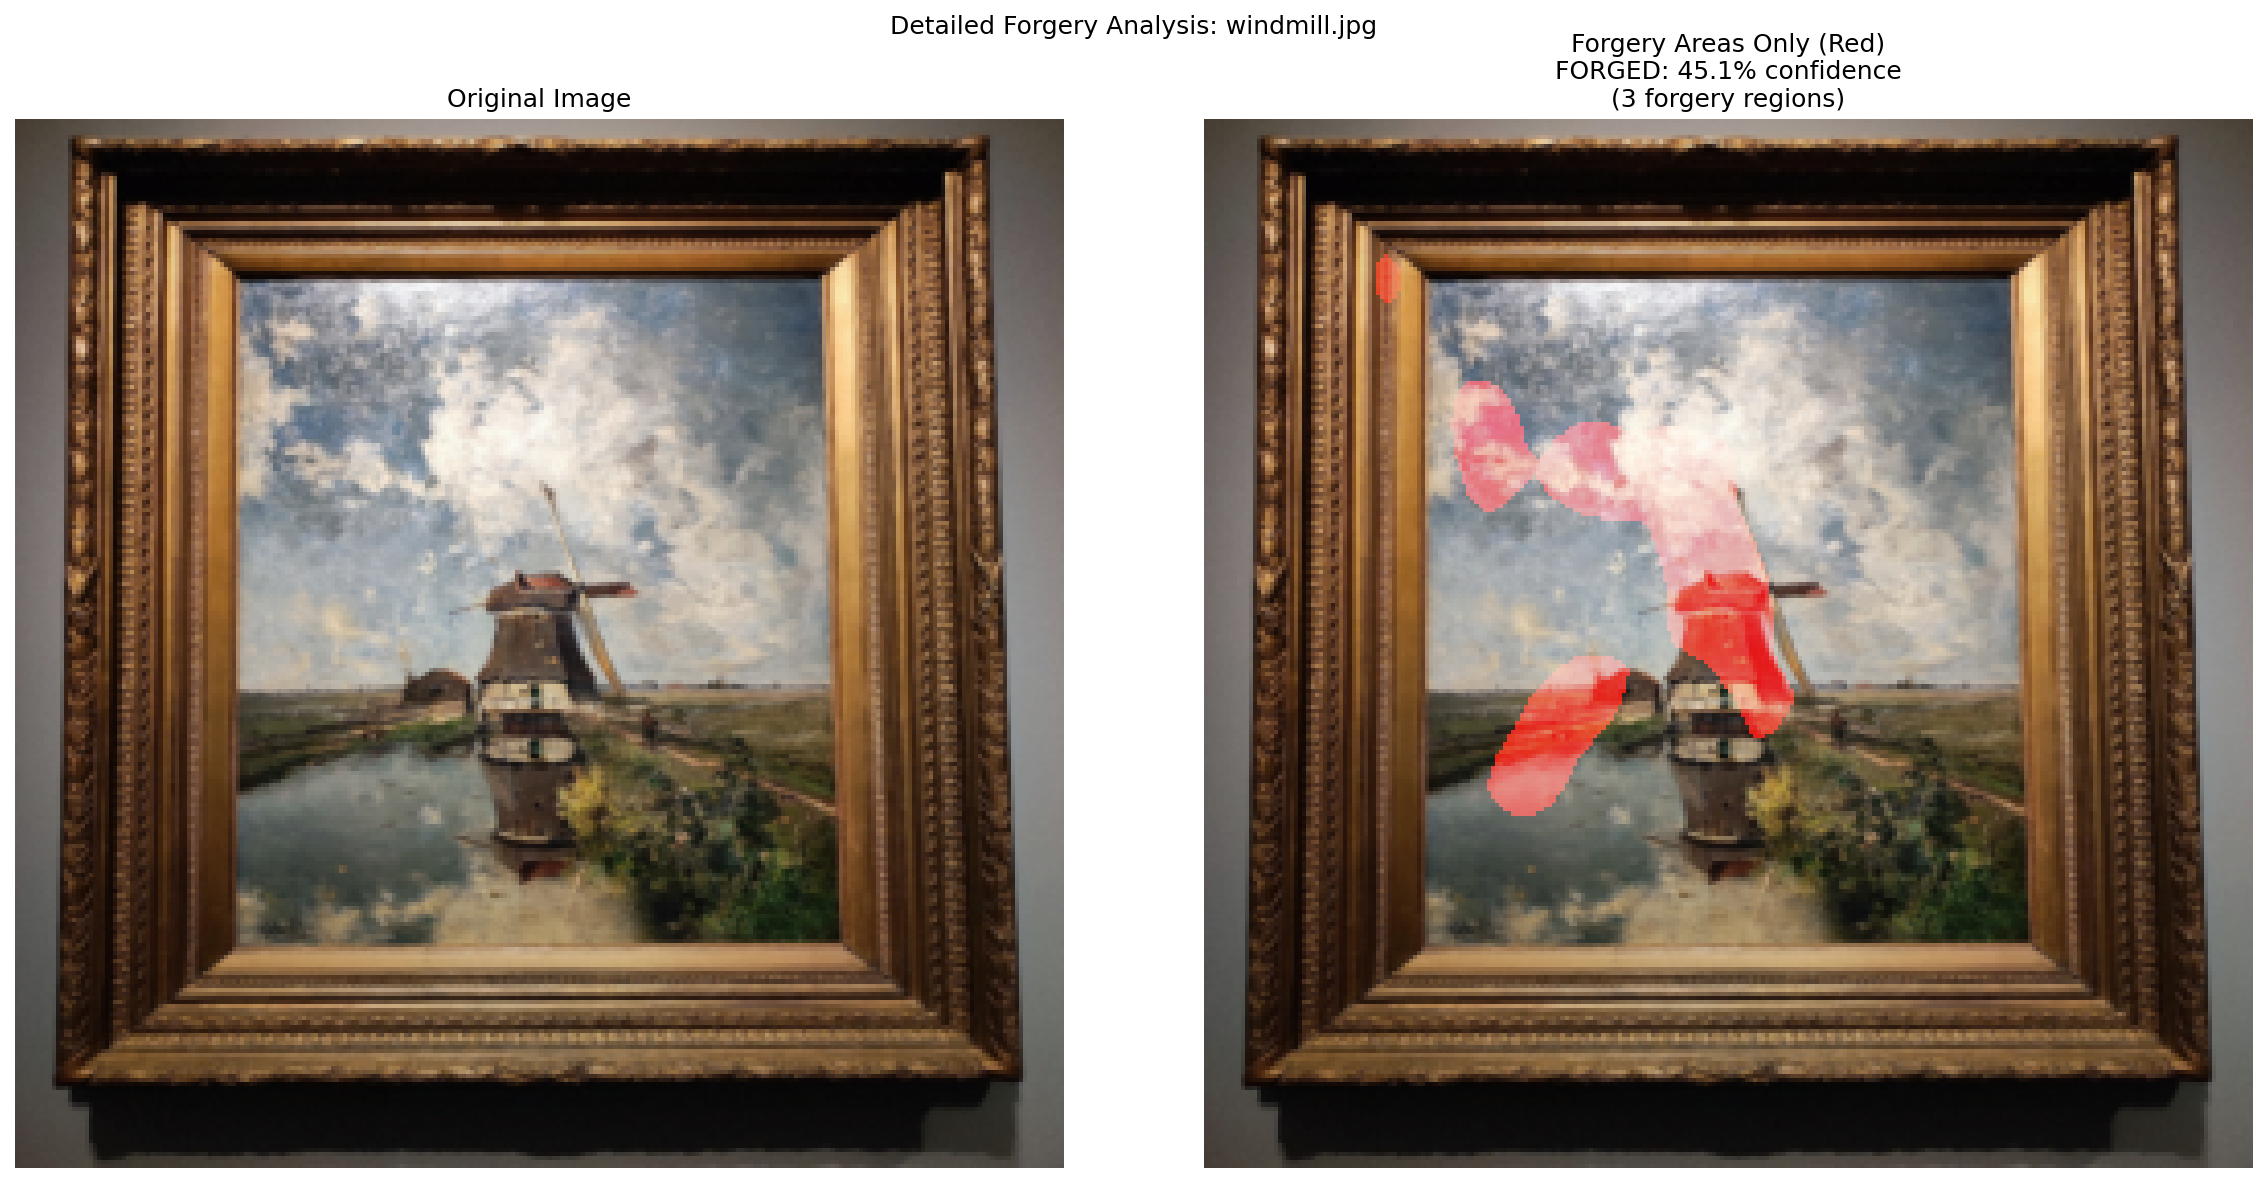 Detailed Forgery Analysis: windmill.jpg
Original Image
Forgery Areas Only (Red)
FORGED: 45.1% confidence
(3 forgery regions)